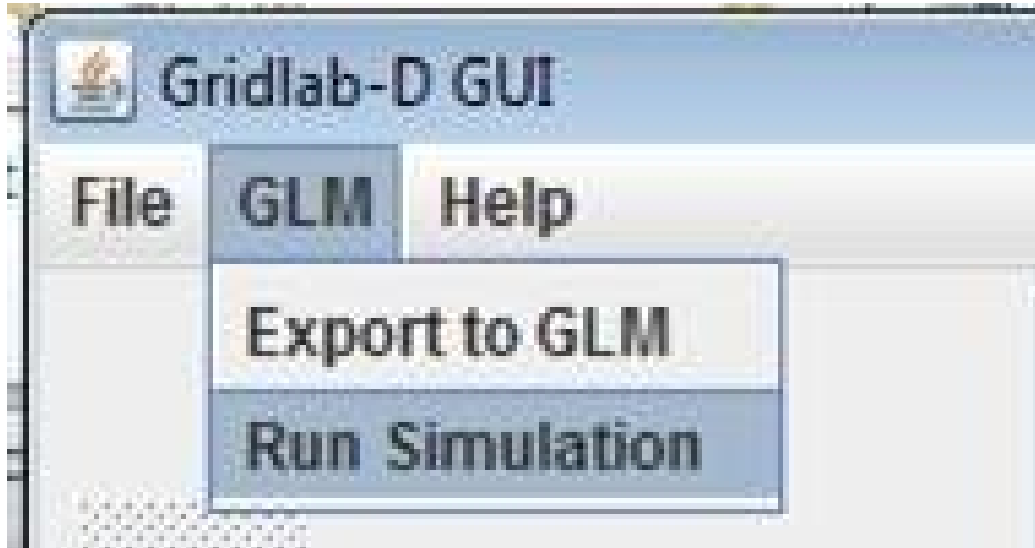 Gridlab-D GUI
File GLM Help
Export to GLM
Run Simulation